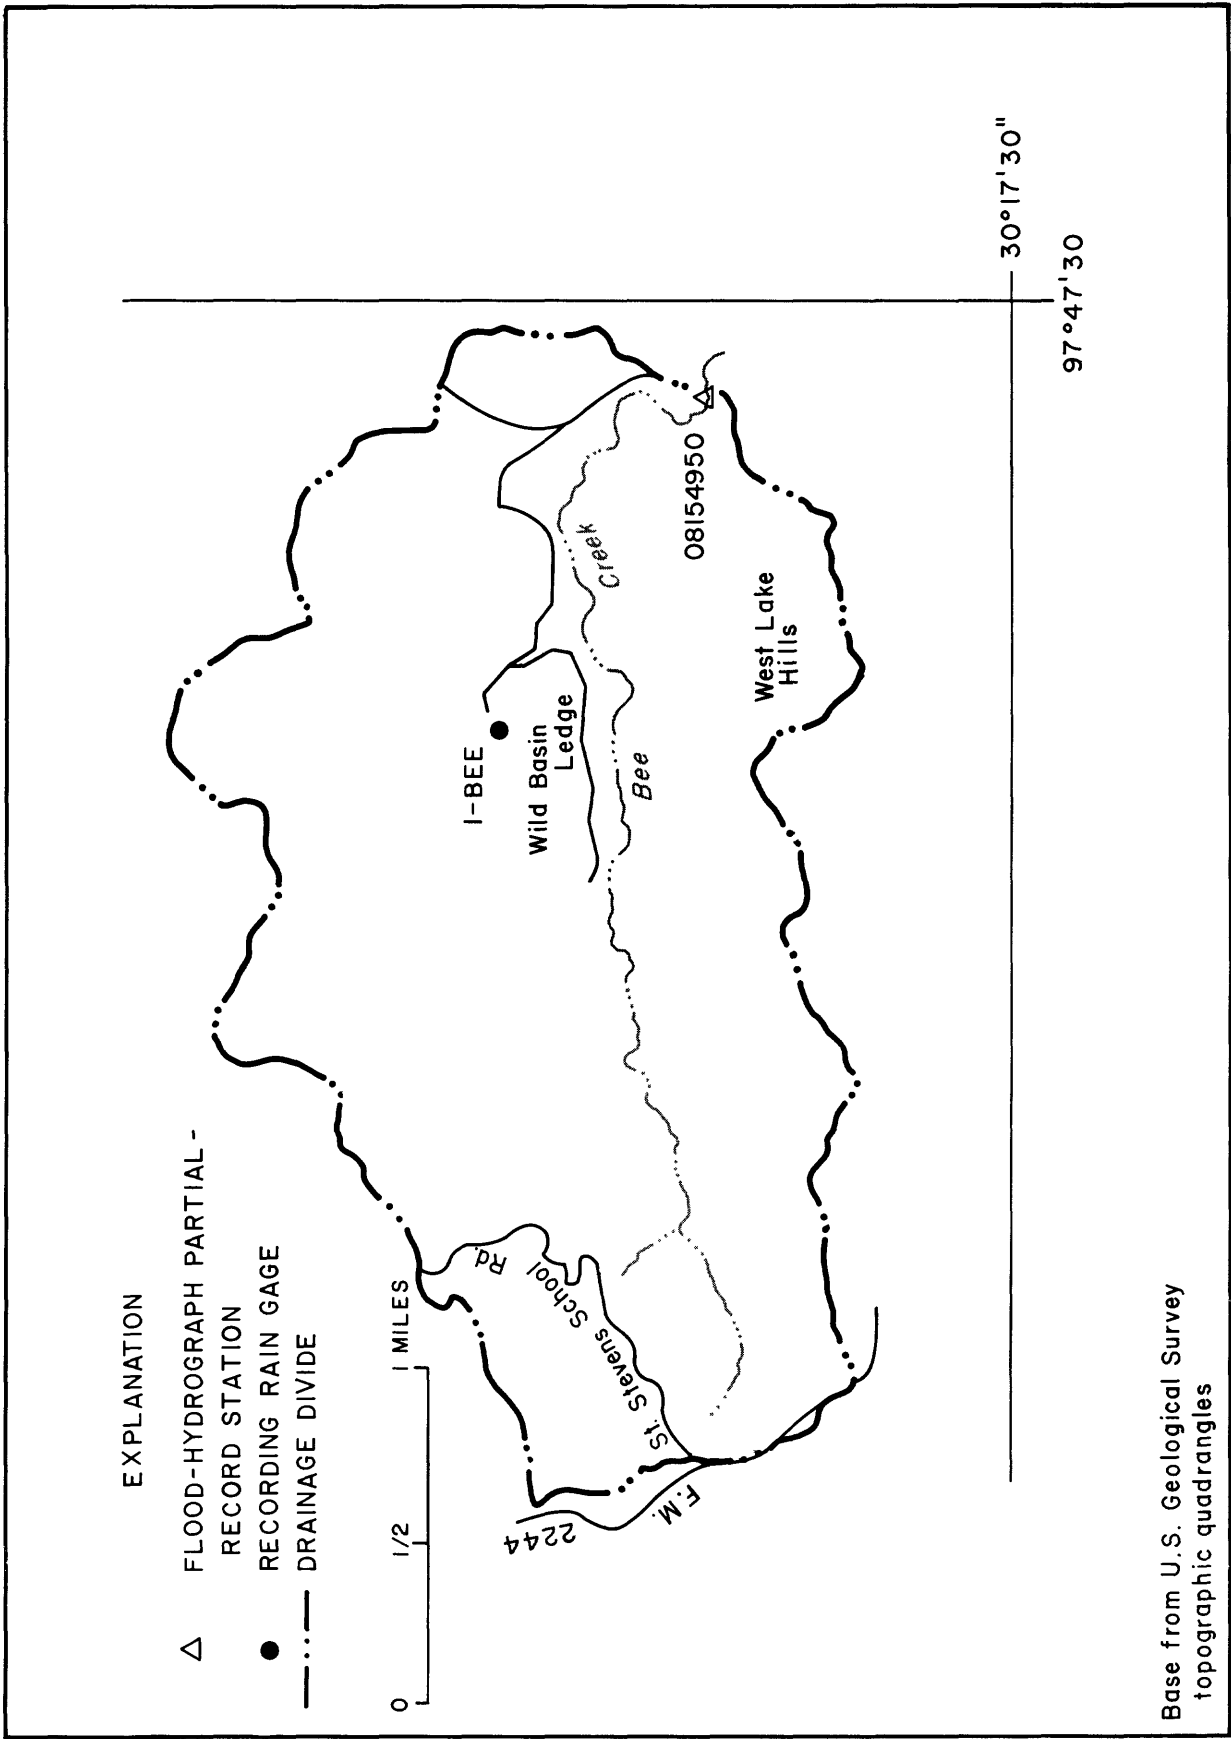 EXPLANATION
FLOOD-HYDROGRAPH PARTIAL-
RECORD STATION
RECORDING RAIN GAGE
DRAINAGE DIVIDE
0 1/2 1 MILES
2244
F.M.
St. Stevens School Rd.
1-BEE
Wild Basin
Ledge
Bee Creek
08154950
West Lake
Hills
30°17'30"
97°47'30
Base from U.S. Geological Survey
topographic quadrangles